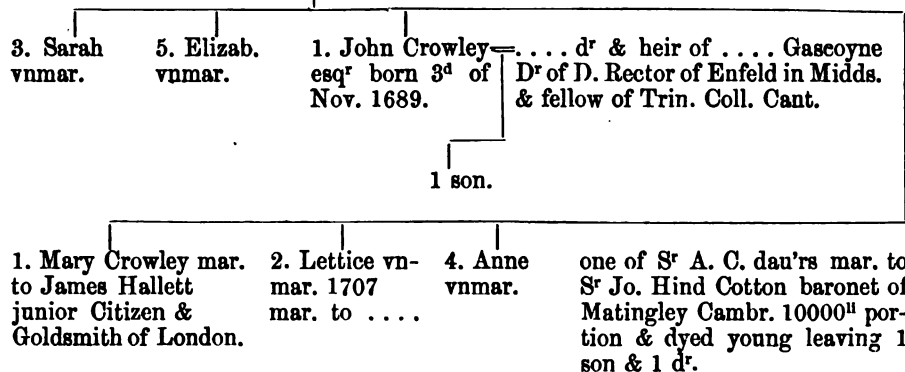 3. Sarah
vnmar.
5. Elizab.
vnmar.
1. John Crowley=.... dʳ & heir of .... Gascoyne
esqʳ born 3ᵈ of
Nov. 1689.
Dʳ of D. Rector of Enfeld in Midds.
& fellow of Trin. Coll. Cant.
1 son.
1. Mary Crowley mar.
to James Hallett
junior Citizen &
Goldsmith of London.
2. Lettice vn-
mar. 1707
mar. to ....
4. Anne
vnmar.
one of Sʳ A. C. dau'rs mar. to
Sʳ Jo. Hind Cotton baronet of
Matingley Cambr. 10000ˡⁱ por-
tion & dyed young leaving 1
son & 1 dʳ.